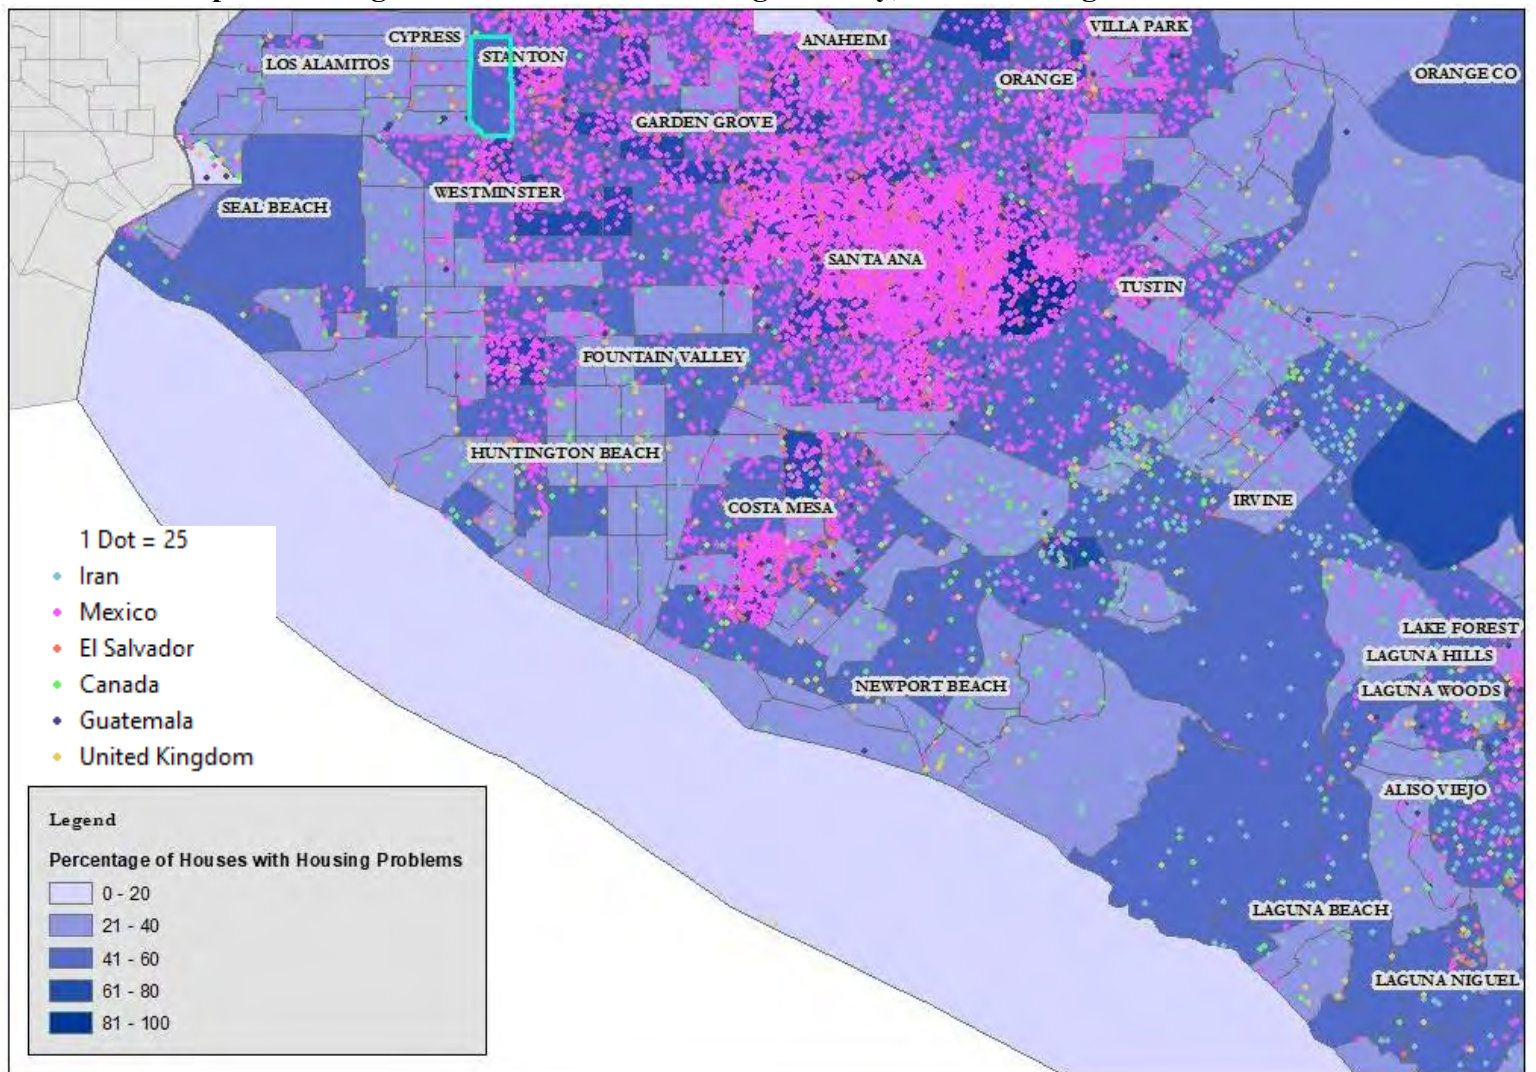 CYPRESS
STANTON
LOS ALAMITOS
ANAHEIM
VILLA PARK
ORANGE
ORANGE CO
GARDEN GROVE
WESTMINSTER
SEAL BEACH
SANTA ANA
TUSTIN
FOUNTAIN VALLEY
HUNTINGTON BEACH
COSTA MESA
IRVINE
LAKE FOREST
LAGUNA HILLS
LAGUNA WOODS
NEWPORT BEACH
ALISO VIEJO
LAGUNA BEACH
LAGUNA NIGUEL
1 Dot = 25
Iran
Mexico
El Salvador
Canada
Guatemala
United Kingdom
Legend
Percentage of Houses with Housing Problems
0 - 20
21 - 40
41 - 60
61 - 80
81 - 100